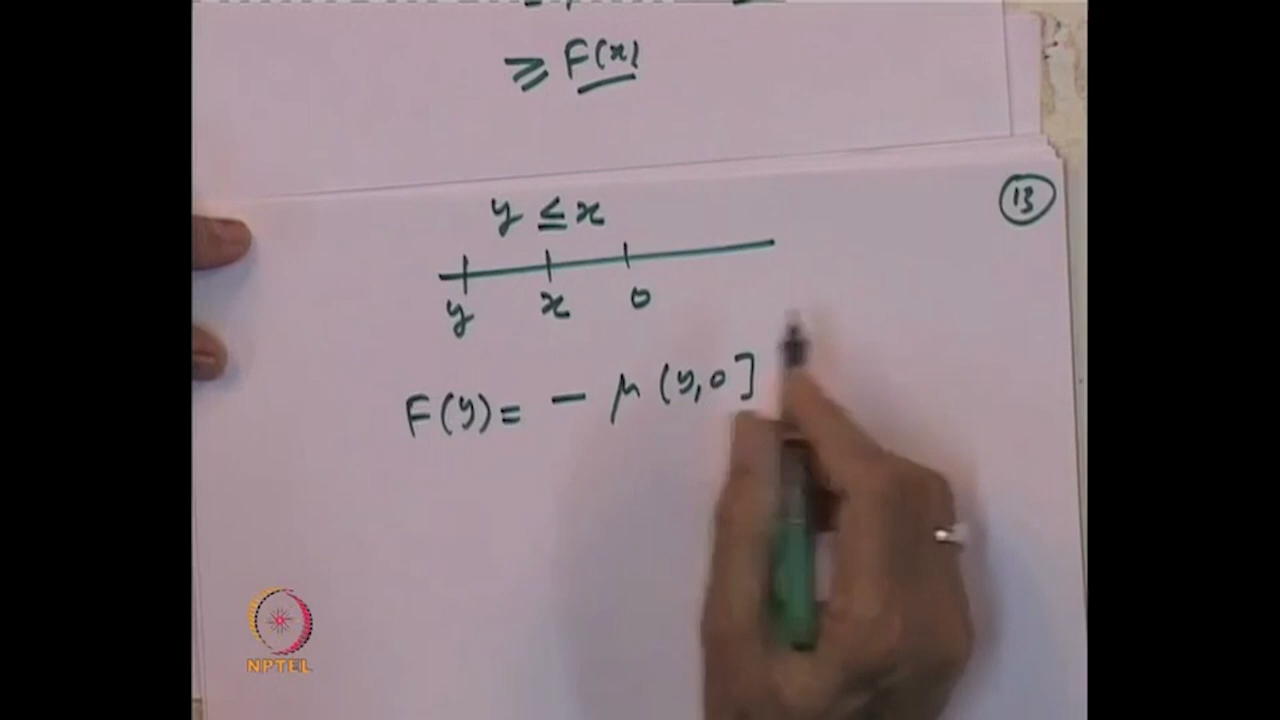 ≥ F(x)
13
y ≤ x
y x 0
F(y) = - μ (y, 0]
NPTEL